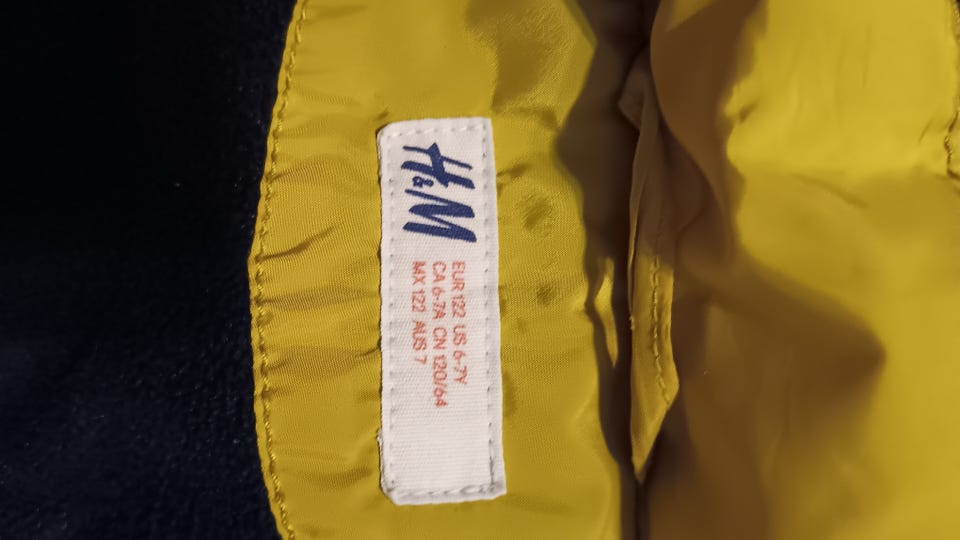 H&M
EUR 122 US 6-7Y
CA 6-7A CN 120/64
MX 122 AUS 7